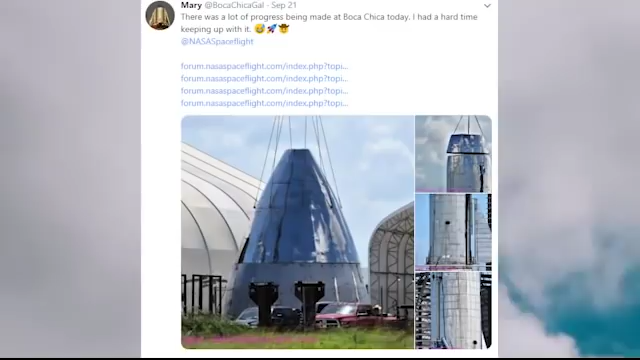 Mary @BocaChicaGal · Sep 21
There was a lot of progress being made at Boca Chica today. I had a hard time
keeping up with it. 😅🚀🤠
@NASASpaceflight
forum.nasaspaceflight.com/index.php?topi...
forum.nasaspaceflight.com/index.php?topi...
forum.nasaspaceflight.com/index.php?topi...
forum.nasaspaceflight.com/index.php?topi...